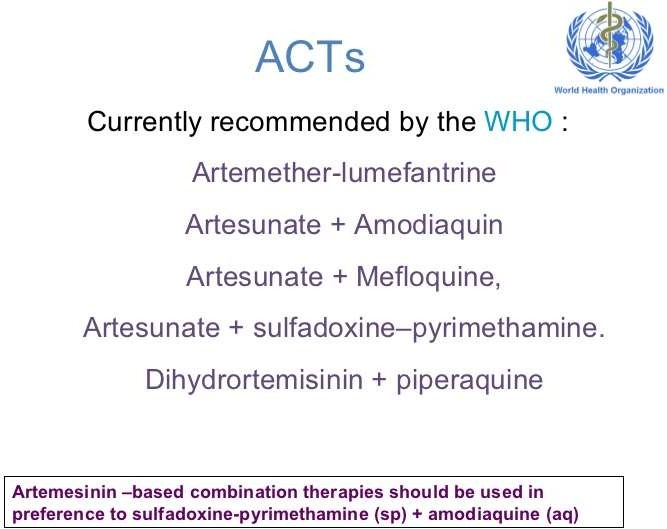 World Health Organization
ACTs
Currently recommended by the WHO :
Artemether-lumefantrine
Artesunate + Amodiaquin
Artesunate + Mefloquine,
Artesunate + sulfadoxine–pyrimethamine.
Dihydrortemisinin + piperaquine
Artemesinin –based combination therapies should be used in
preference to sulfadoxine-pyrimethamine (sp) + amodiaquine (aq)